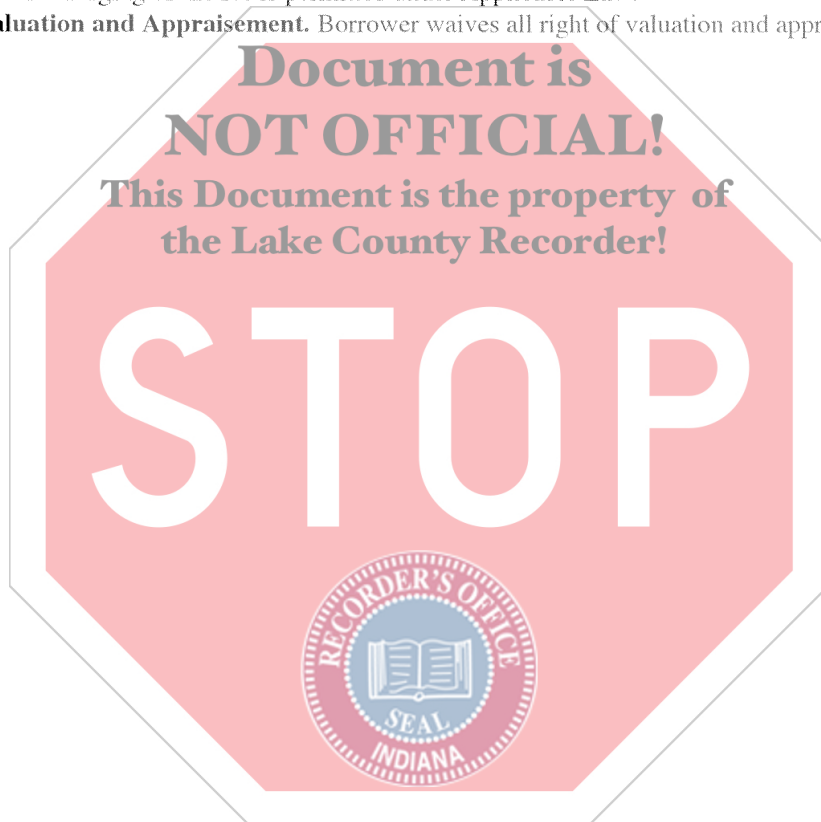 aluation and Appraisement. Borrower waives all right of valuation and appr
Document is
NOT OFFICIAL!
This Document is the property of
the Lake County Recorder!
STOP
RECORDER'S OFFICE
SEAL
INDIANA